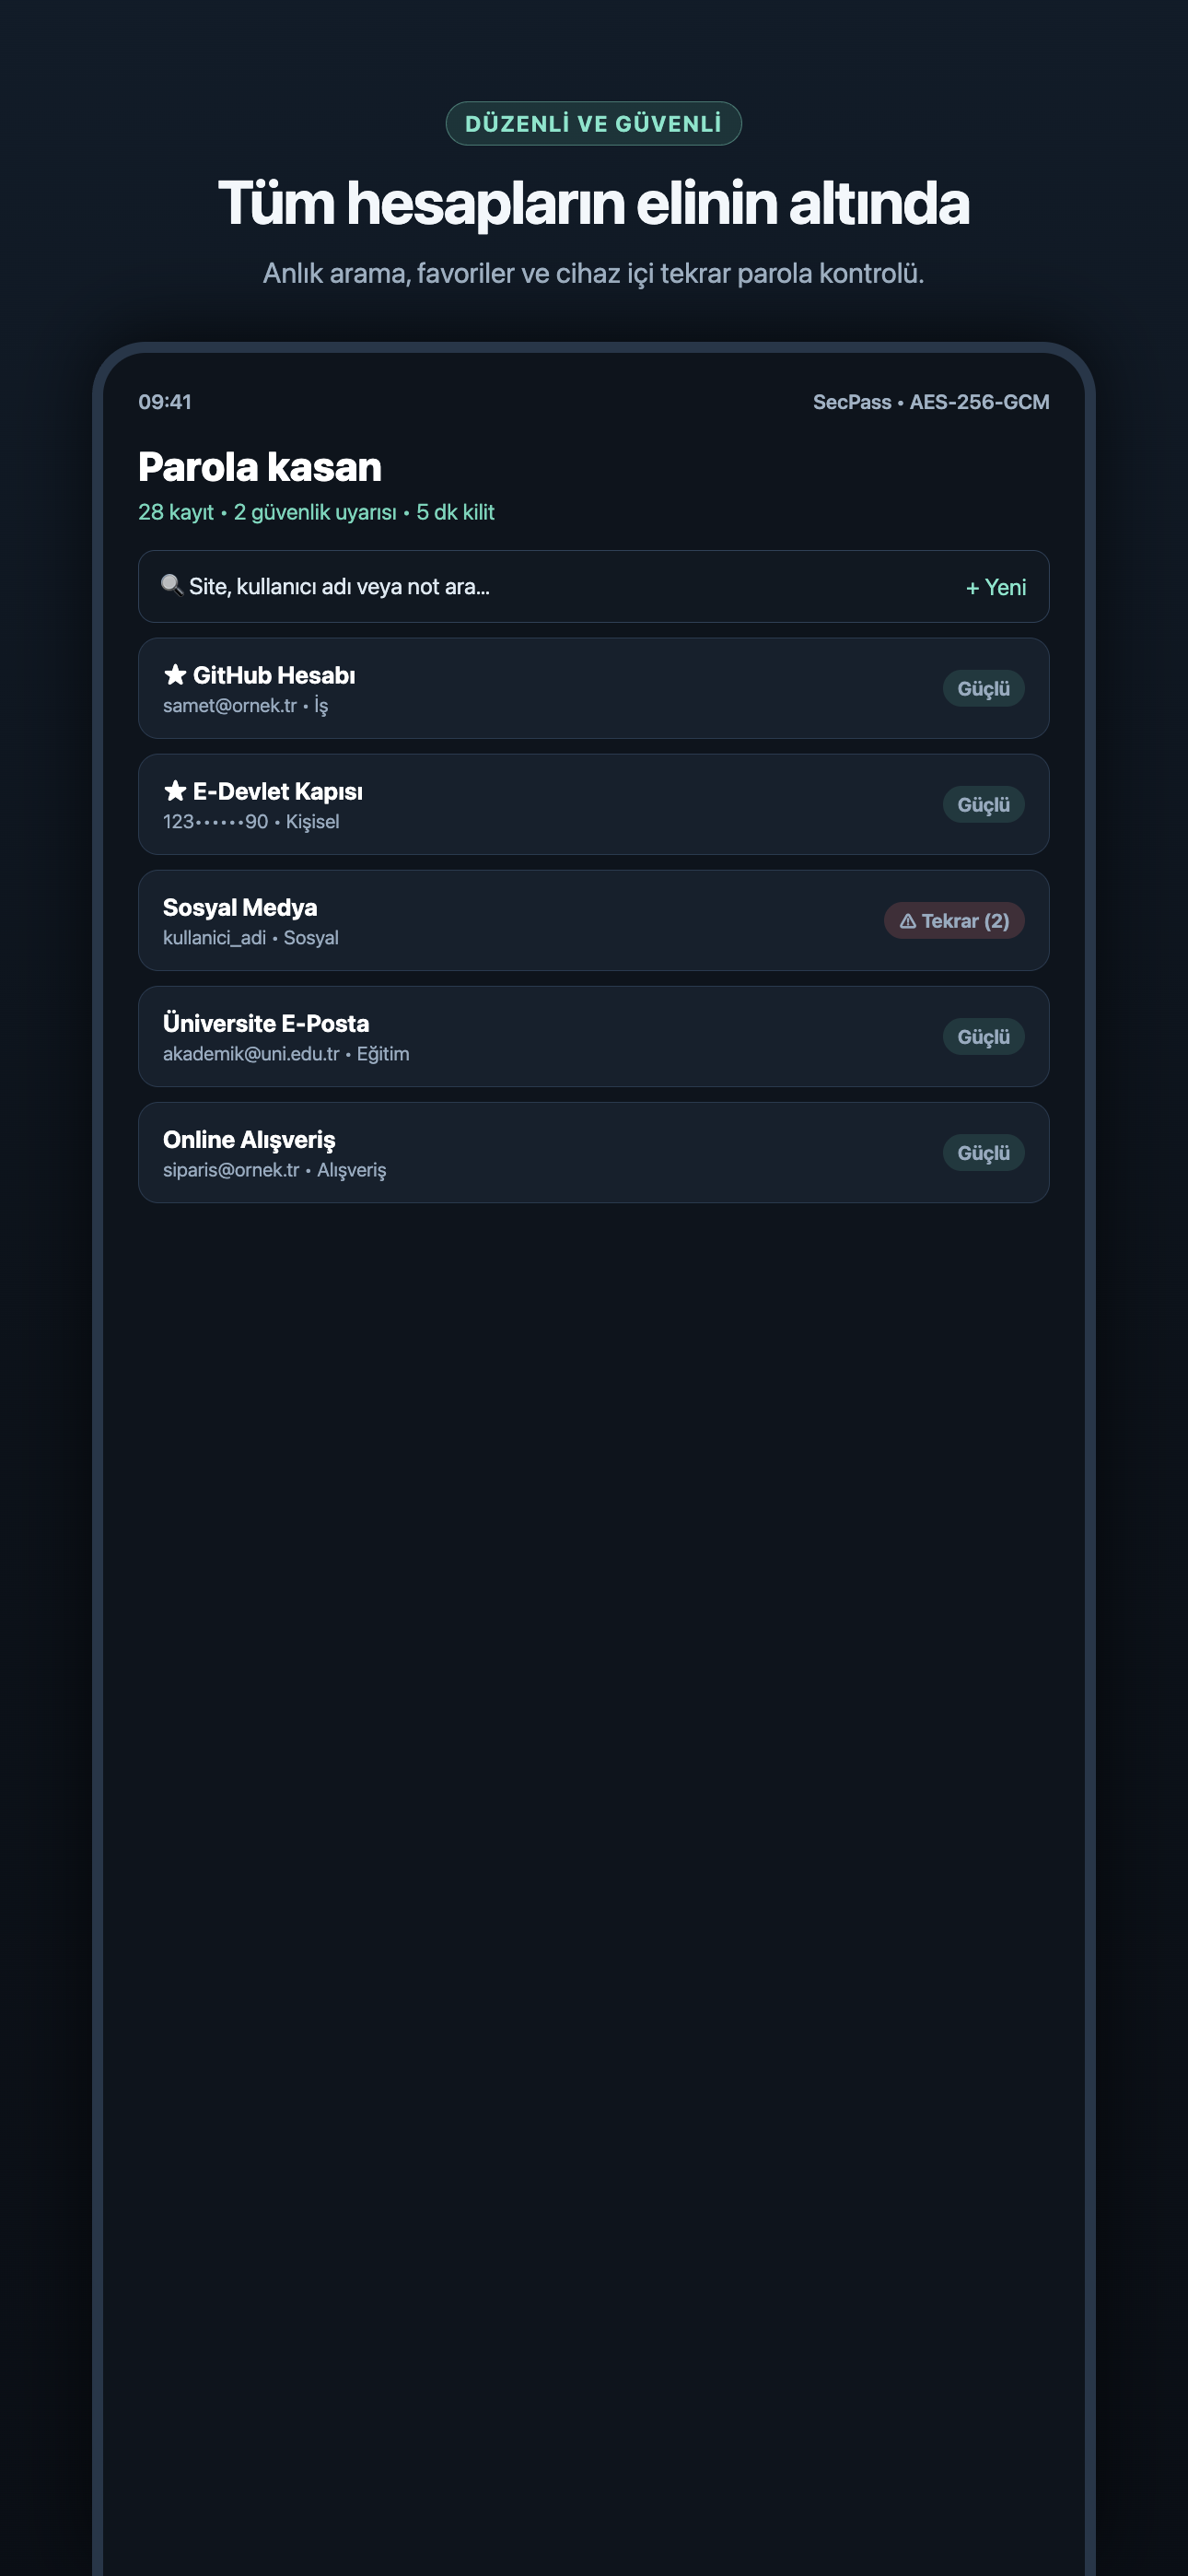 DÜZENLİ VE GÜVENLİ
Tüm hesapların elinin altında
Anlık arama, favoriler ve cihaz içi tekrar parola kontrolü.
09:41 SecPass • AES-256-GCM
Parola kasan
28 kayıt • 2 güvenlik uyarısı • 5 dk kilit
🔍 Site, kullanıcı adı veya not ara... + Yeni
★ GitHub Hesabı
samet@ornek.tr • İş
Güçlü
★ E-Devlet Kapısı
123••••••90 • Kişisel
Güçlü
Sosyal Medya
kullanici_adi • Sosyal
⚠ Tekrar (2)
Üniversite E-Posta
akademik@uni.edu.tr • Eğitim
Güçlü
Online Alışveriş
siparis@ornek.tr • Alışveriş
Güçlü